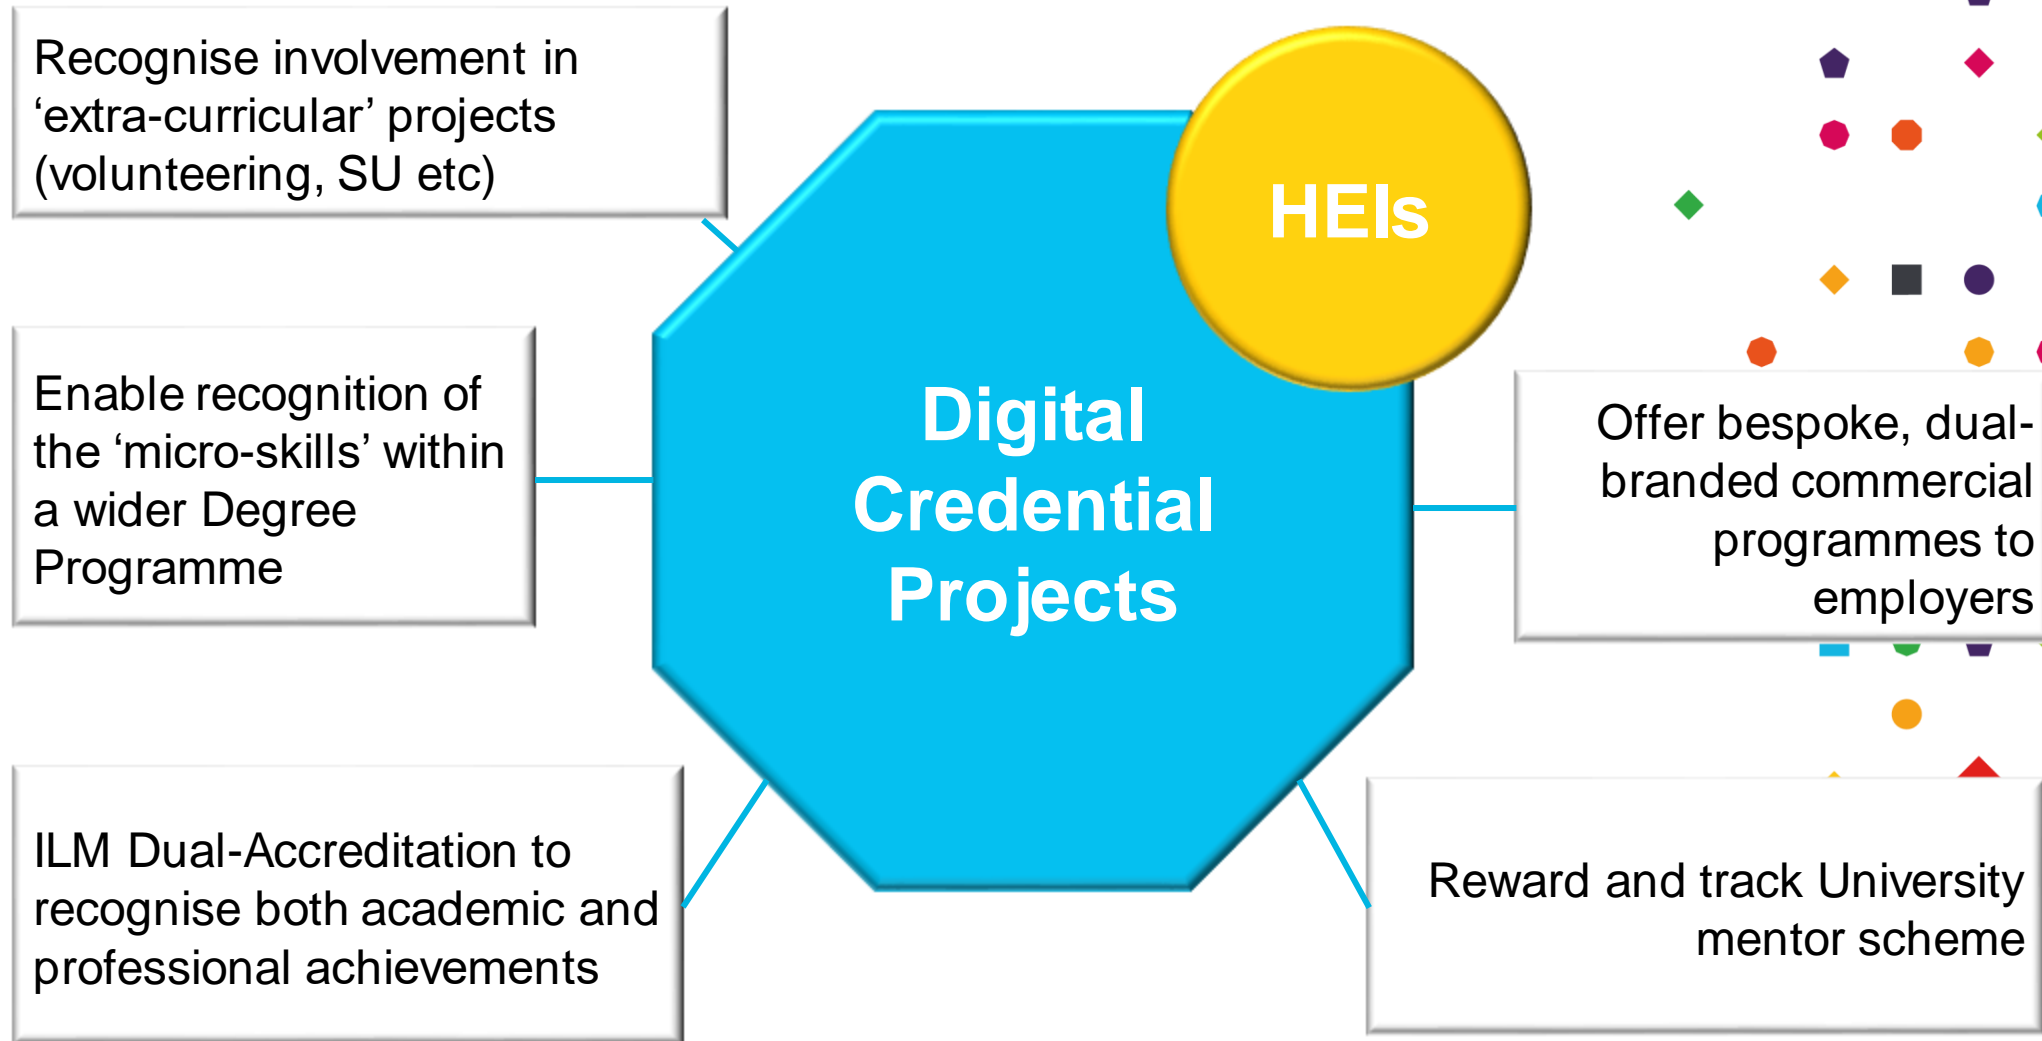 Recognise involvement in
‘extra-curricular’ projects
(volunteering, SU etc)
HEIs
Enable recognition of
the ‘micro-skills’ within
a wider Degree
Programme
Digital
Credential
Projects
Offer bespoke, dual-
branded commercial
programmes to
employers
ILM Dual-Accreditation to
recognise both academic and
professional achievements
Reward and track University
mentor scheme